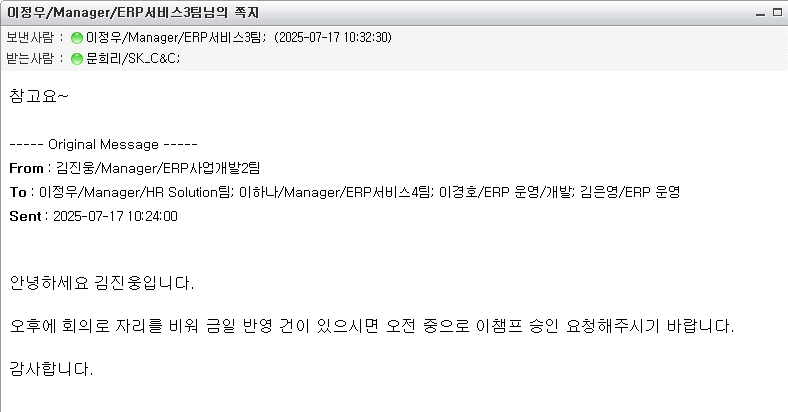 이정우/Manager/ERP서비스3팀님의 쪽지
보낸사람 : 이정우/Manager/ERP서비스3팀; (2025-07-17 10:32:30)
받는사람 : 문희리/SK_C&C;
참고요~
----- Original Message -----
From : 김진웅/Manager/ERP사업개발2팀
To : 이정우/Manager/HR Solution팀; 이하나/Manager/ERP서비스4팀; 이경호/ERP 운영/개발; 김은영/ERP 운영
Sent : 2025-07-17 10:24:00
안녕하세요 김진웅입니다.
오후에 회의로 자리를 비워 금일 반영 건이 있으시면 오전 중으로 이챔프 승인 요청해주시기 바랍니다.
감사합니다.